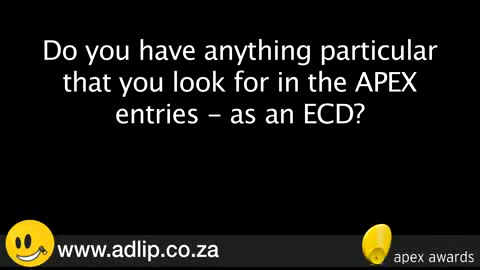 Do you have anything particular
that you look for in the APEX
entries – as an ECD?
www.adlip.co.za
apex awards